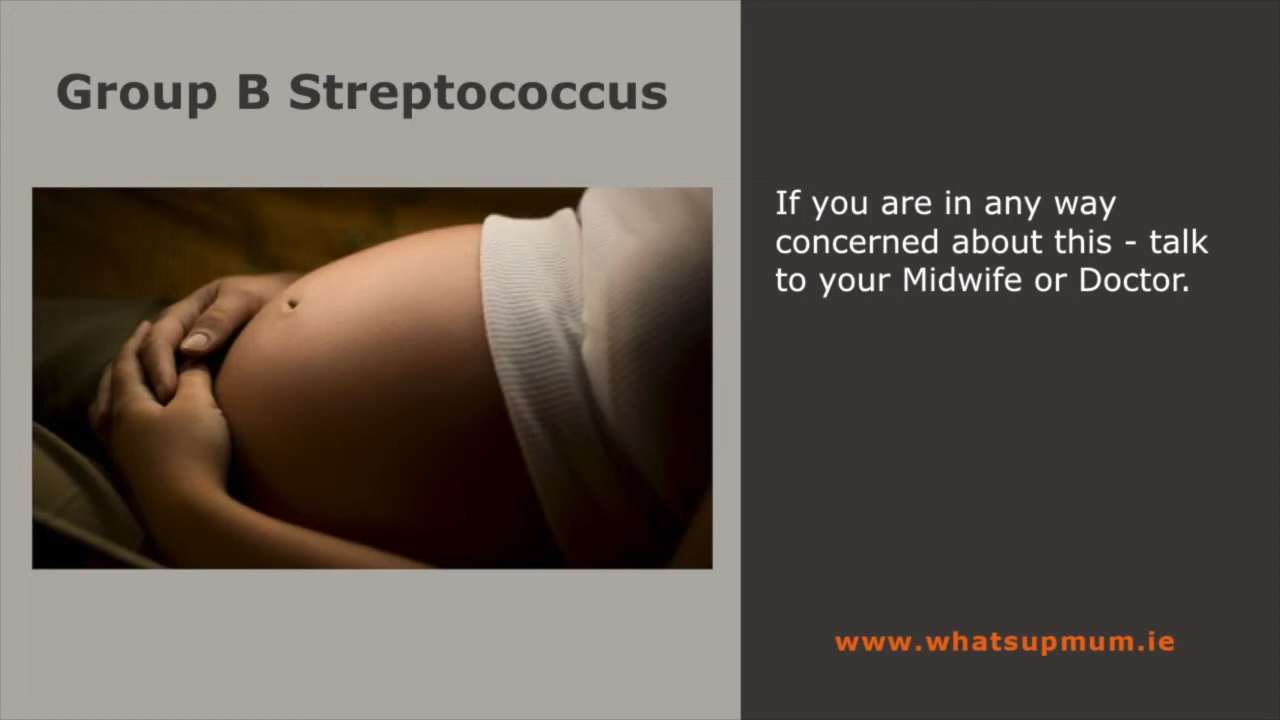 Group B Streptococcus
If you are in any way
concerned about this - talk
to your Midwife or Doctor.
www.whatsupmum.ie